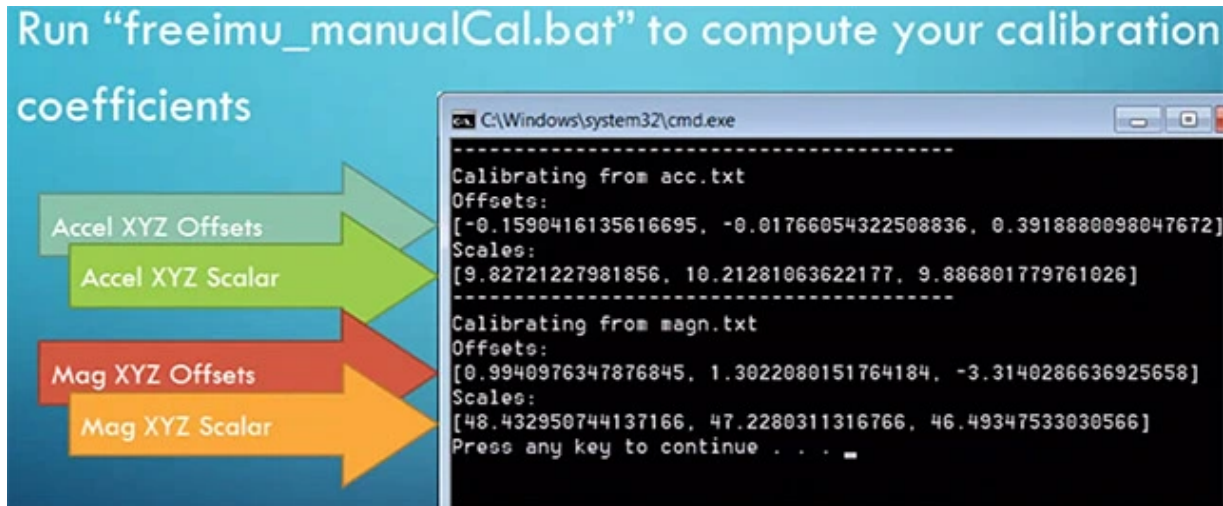 Run “freeimu_manualCal.bat” to compute your calibration
coefficients
Accel XYZ Offsets
Accel XYZ Scalar
Mag XYZ Offsets
Mag XYZ Scalar
C:\Windows\system32\cmd.exe
-----------------------------------------
Calibrating from acc.txt
Offsets:
[-0.1590416135616695, -0.01766054322508836, 0.3918880098047672]
Scales:
[9.82721227981856, 10.21281063622177, 9.886801779761026]
-----------------------------------------
Calibrating from magn.txt
Offsets:
[0.9940976347876845, 1.3022080151764184, -3.3140286636925658]
Scales:
[48.432950744137166, 47.2280311316766, 46.49347533030566]
Press any key to continue . . .